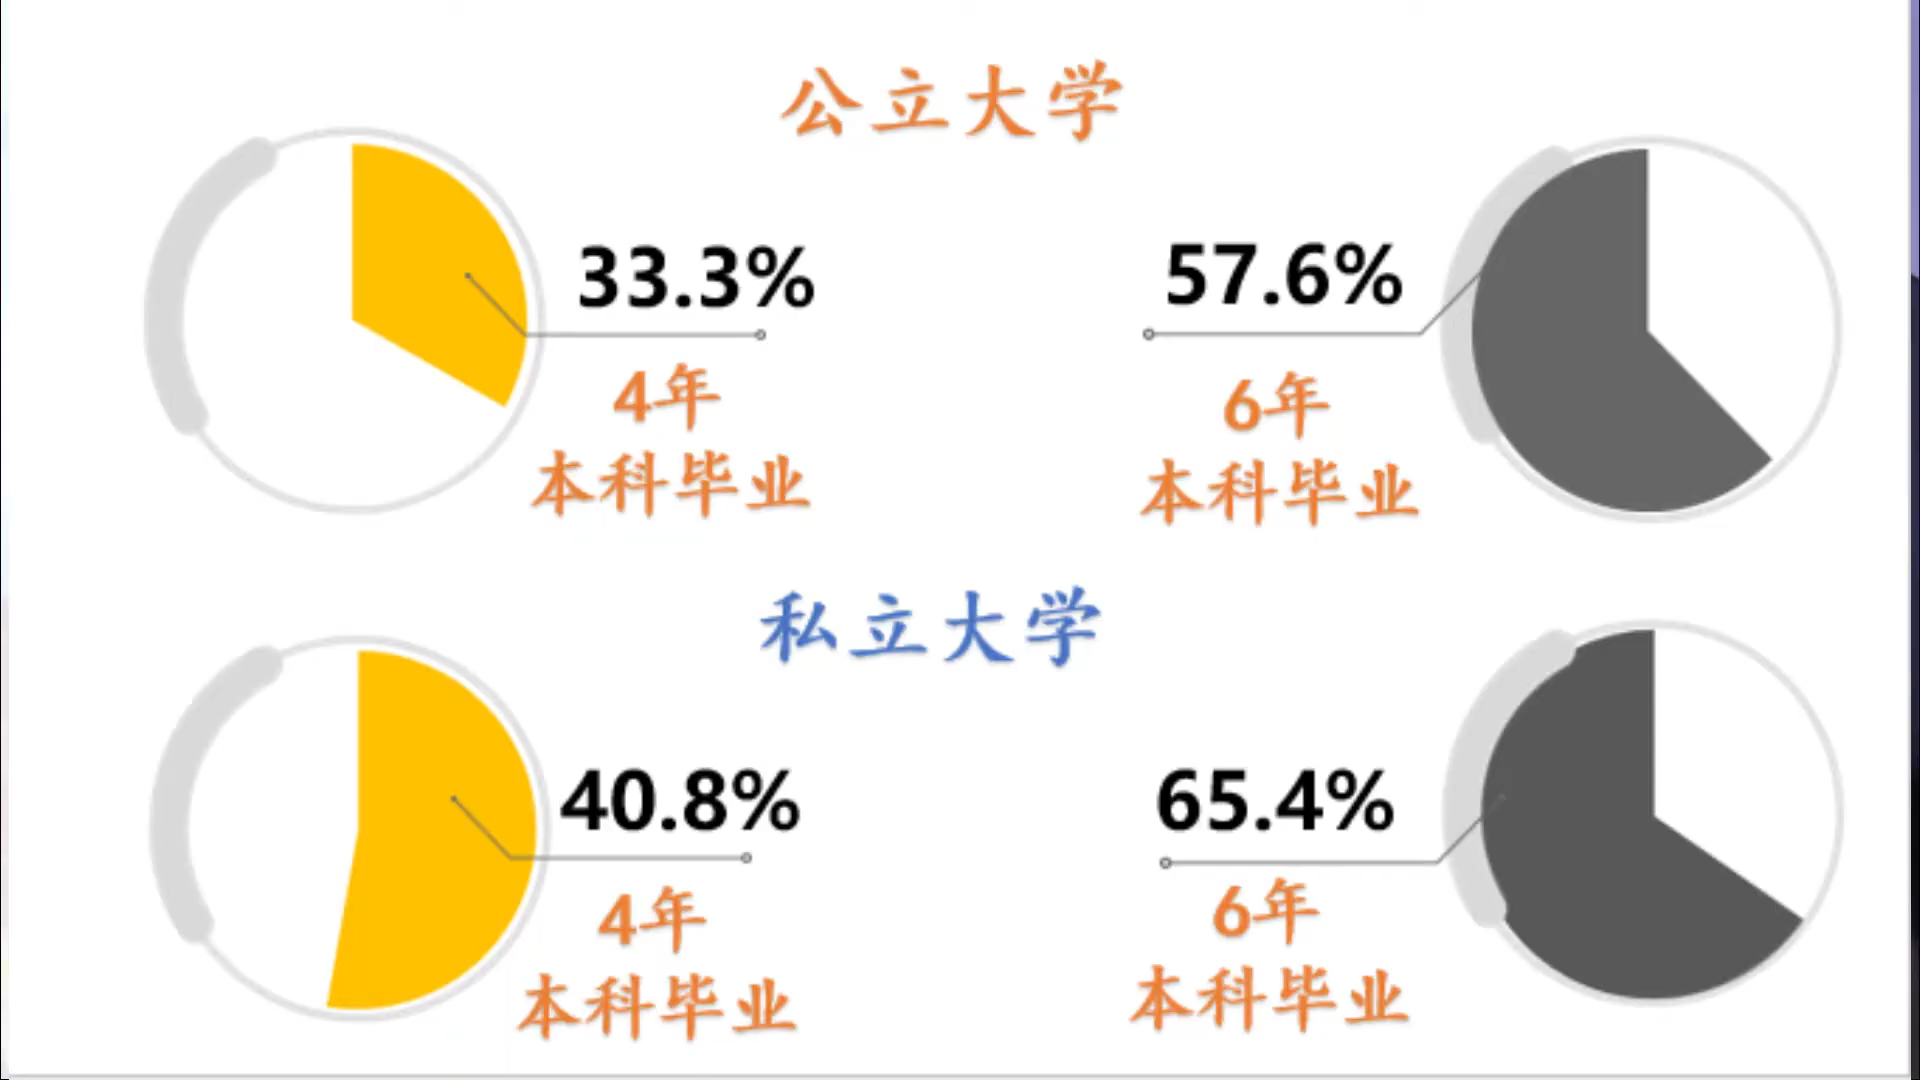 公立大学
33.3%
4年
本科毕业
57.6%
6年
本科毕业
私立大学
40.8%
4年
本科毕业
65.4%
6年
本科毕业